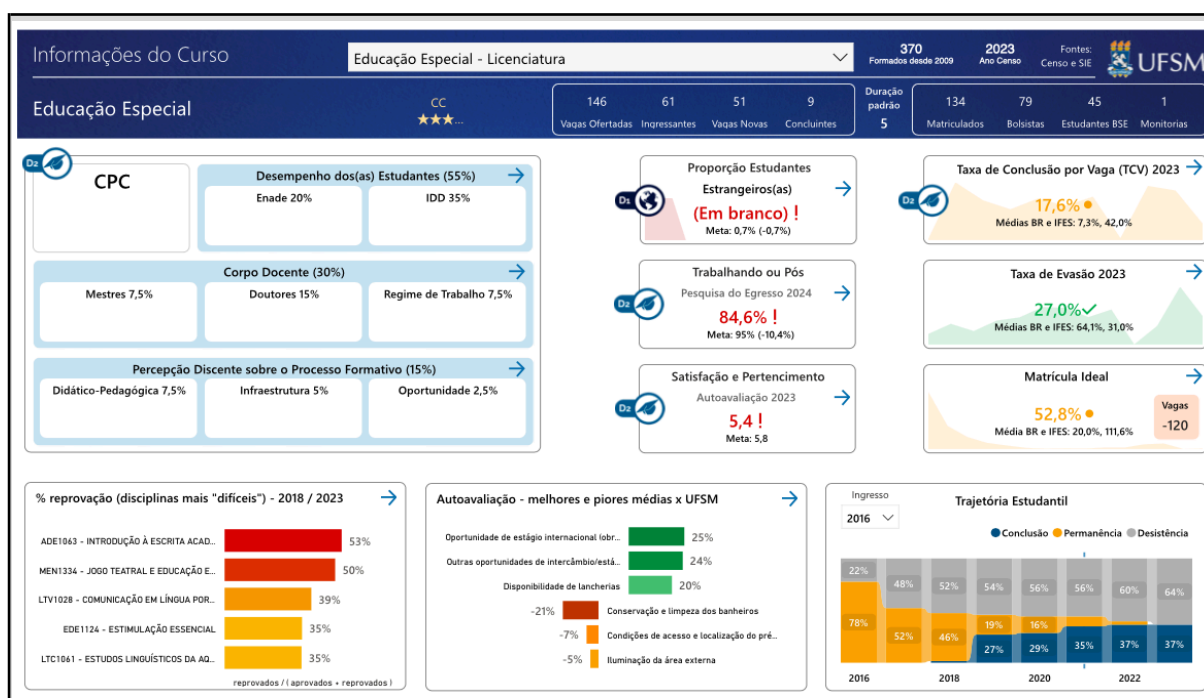 Informações do Curso
Educação Especial - Licenciatura
370
Formados desde 2009
2023
Ano Censo
Fontes:
Censo e SIE
UFSM
Educação Especial
CC
★★★...
146
Vagas Ofertadas
61
Ingressantes
51
Vagas Novas
9
Concluintes
Duração
padrão
5
134
Matriculados
79
Bolsistas
45
Estudantes BSE
1
Monitorias
D2
CPC
Desempenho dos(as) Estudantes (55%)
Enade 20%
IDD 35%
Corpo Docente (30%)
Mestres 7,5%
Doutores 15%
Regime de Trabalho 7,5%
Percepção Discente sobre o Processo Formativo (15%)
Didático-Pedagógica 7,5%
Infraestrutura 5%
Oportunidade 2,5%
D1
Proporção Estudantes
Estrangeiros(as)
(Em branco) !
Meta: 0,7% (-0,7%)
D2
Trabalhando ou Pós
Pesquisa do Egresso 2024
84,6% !
Meta: 95% (-10,4%)
D2
Satisfação e Pertencimento
Autoavaliação 2023
5,4 !
Meta: 5,8
D2
Taxa de Conclusão por Vaga (TCV) 2023
17,6%
Médias BR e IFES: 7,3%, 42,0%
Taxa de Evasão 2023
27,0%
Médias BR e IFES: 64,1%, 31,0%
Matrícula Ideal
52,8%
Média BR e IFES: 20,0%, 111,6%
Vagas
-120
% reprovação (disciplinas mais "difíceis") - 2018 / 2023
ADE1063 - INTRODUÇÃO À ESCRITA ACAD... 53%
MEN1334 - JOGO TEATRAL E EDUCAÇÃO E... 50%
LTV1028 - COMUNICAÇÃO EM LÍNGUA POR... 39%
EDE1124 - ESTIMULAÇÃO ESSENCIAL 35%
LTC1061 - ESTUDOS LINGUÍSTICOS DA AQ... 35%
reprovados / ( aprovados + reprovados )
Autoavaliação - melhores e piores médias x UFSM
Oportunidade de estágio internacional (obr... 25%
Outras oportunidades de intercâmbio/está... 24%
Disponibilidade de lancherias 20%
-21% Conservação e limpeza dos banheiros
-7% Condições de acesso e localização do pré...
-5% Iluminação da área externa
Ingresso
2016
Trajetória Estudantil
Conclusão Permanência Desistência
22% 48% 52% 54% 56% 56% 60% 64%
78% 52% 46% 19% 16%
27% 29% 35% 37% 37%
2016 2018 2020 2022